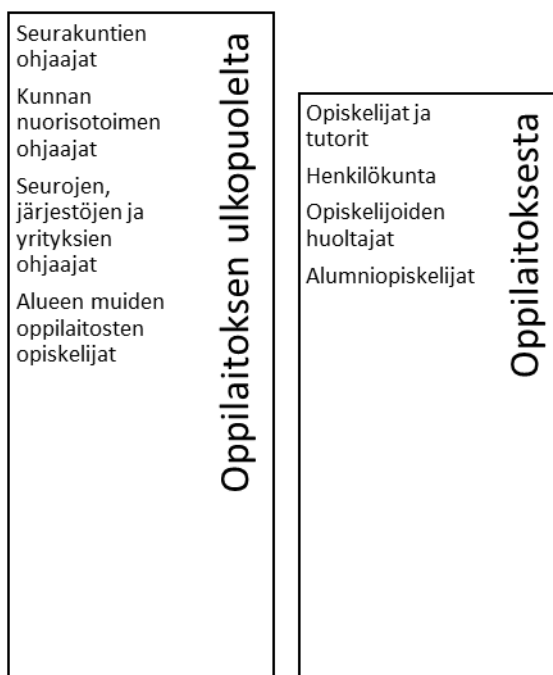 Seurakuntien
ohjaajat
Kunnan
nuorisotoimen
ohjaajat
Seurojen,
järjestöjen ja
yrityksien
ohjaajat
Alueen muiden
oppilaitosten
opiskelijat
Oppilaitoksen ulkopuolelta
Opiskelijat ja
tutorit
Henkilökunta
Opiskelijoiden
huoltajat
Alumniopiskelijat
Oppilaitoksesta